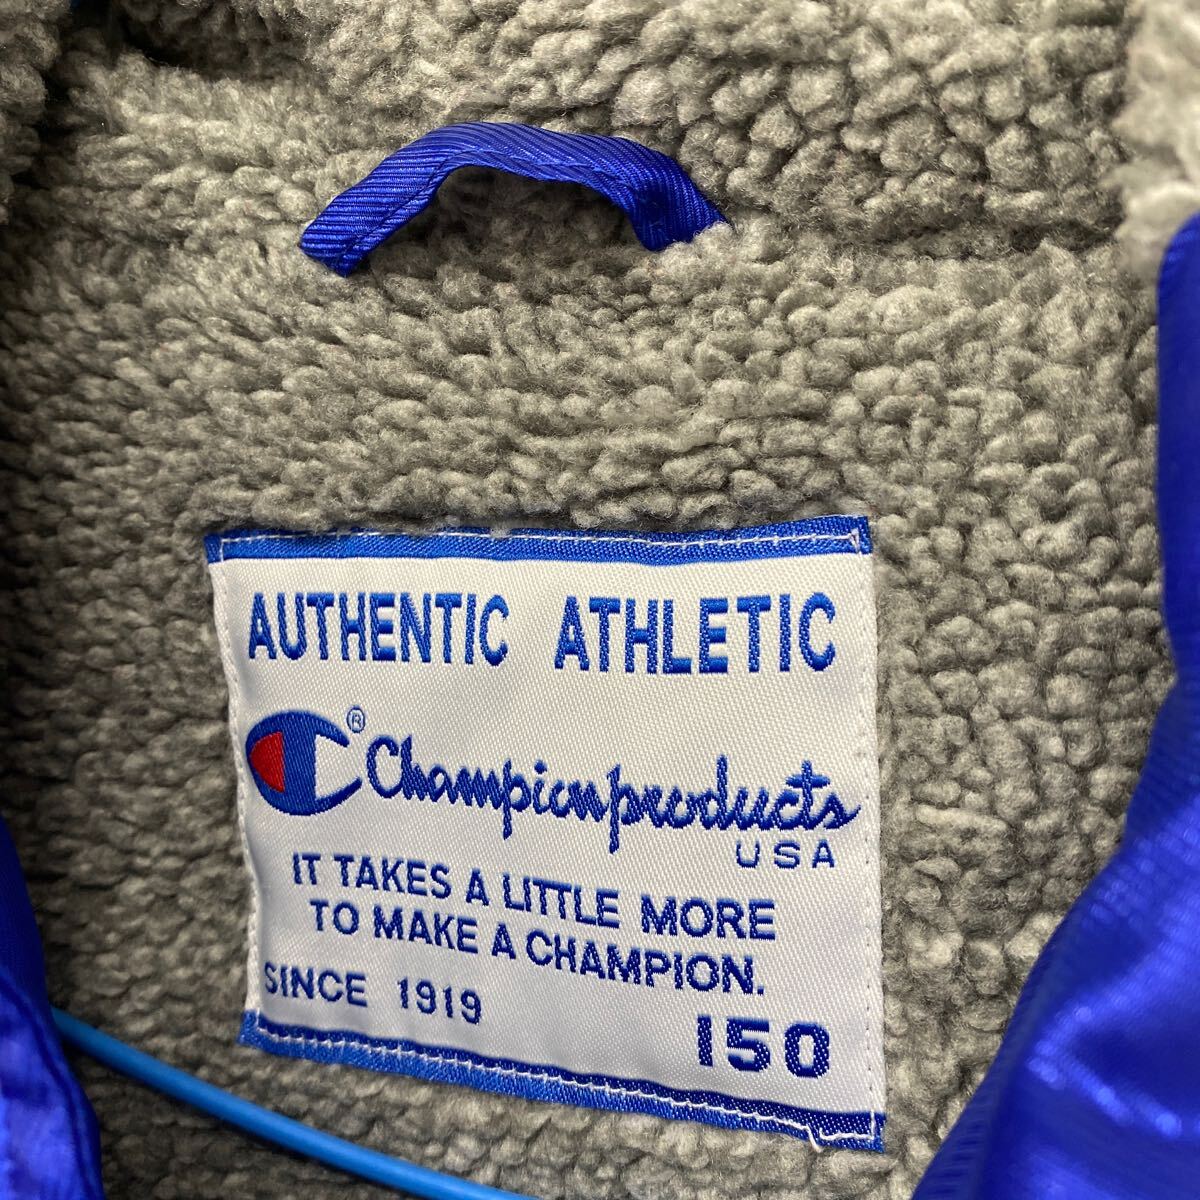 AUTHENTIC ATHLETIC
® Championproducts
USA
IT TAKES A LITTLE MORE
TO MAKE A CHAMPION.
SINCE 1919
150